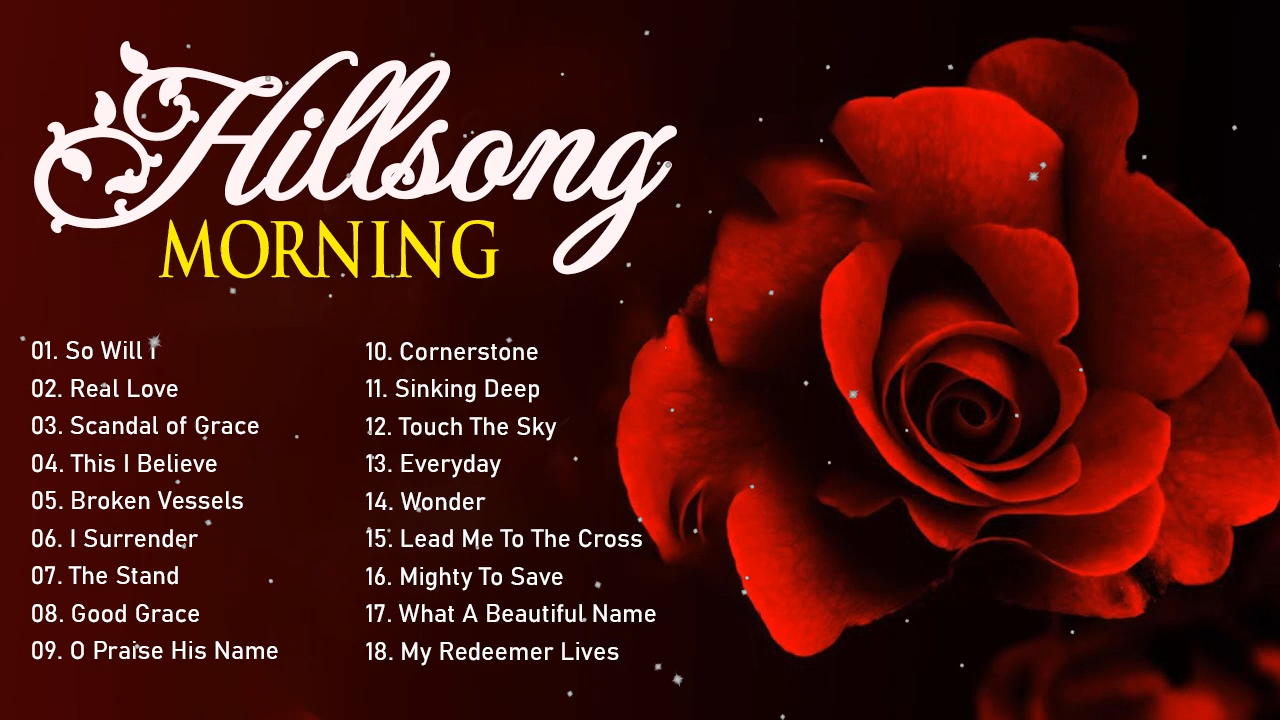 Hillsong
MORNING
01. So Will I
02. Real Love
03. Scandal of Grace
04. This I Believe
05. Broken Vessels
06. I Surrender
07. The Stand
08. Good Grace
09. O Praise His Name
10. Cornerstone
11. Sinking Deep
12. Touch The Sky
13. Everyday
14. Wonder
15. Lead Me To The Cross
16. Mighty To Save
17. What A Beautiful Name
18. My Redeemer Lives